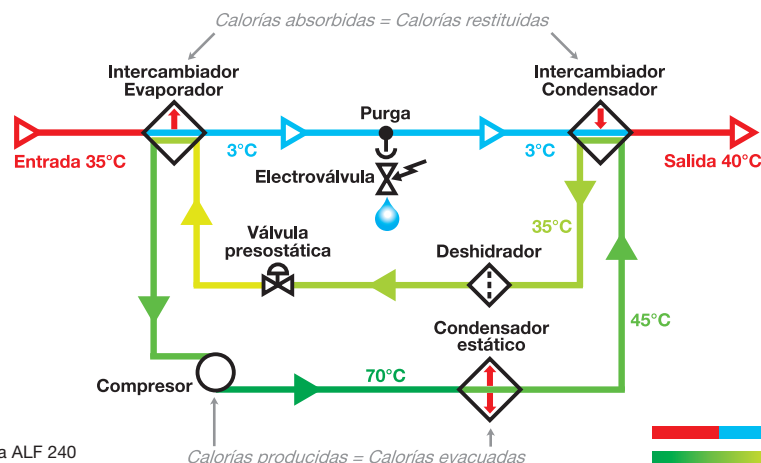 Calorías absorbidas = Calorías restituidas
Intercambiador
Evaporador
Intercambiador
Condensador
Purga
Entrada 35°C
3°C
3°C
Salida 40°C
Electroválvula
35°C
Válvula
presostática
Deshidrador
45°C
Condensador
estático
Compresor
70°C
a ALF 240
Calorías producidas = Calorías evacuadas